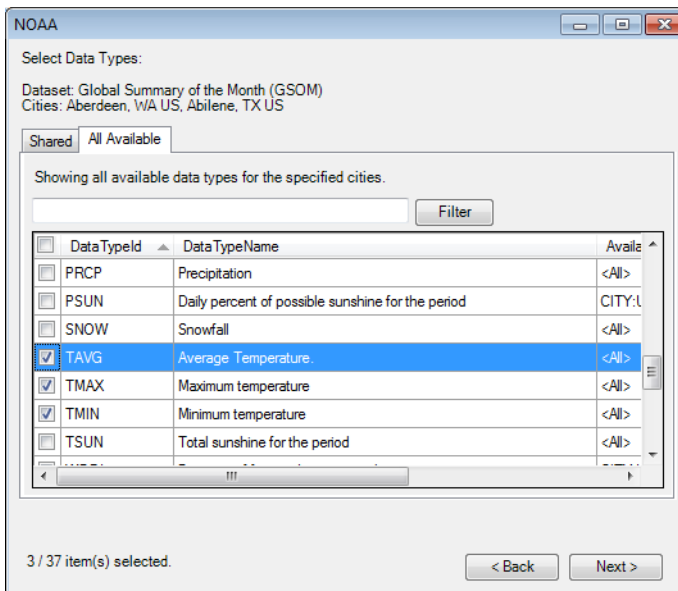 NOAA
Select Data Types:
Dataset: Global Summary of the Month (GSOM)
Cities: Aberdeen, WA US, Abilene, TX US
Shared All Available
Showing all available data types for the specified cities.
Filter
DataTypeId DataTypeName Availa
PRCP Precipitation <All>
PSUN Daily percent of possible sunshine for the period CITY:U
SNOW Snowfall <All>
TAVG Average Temperature. <All>
TMAX Maximum temperature <All>
TMIN Minimum temperature <All>
TSUN Total sunshine for the period <All>
3 / 37 item(s) selected.
< Back Next >